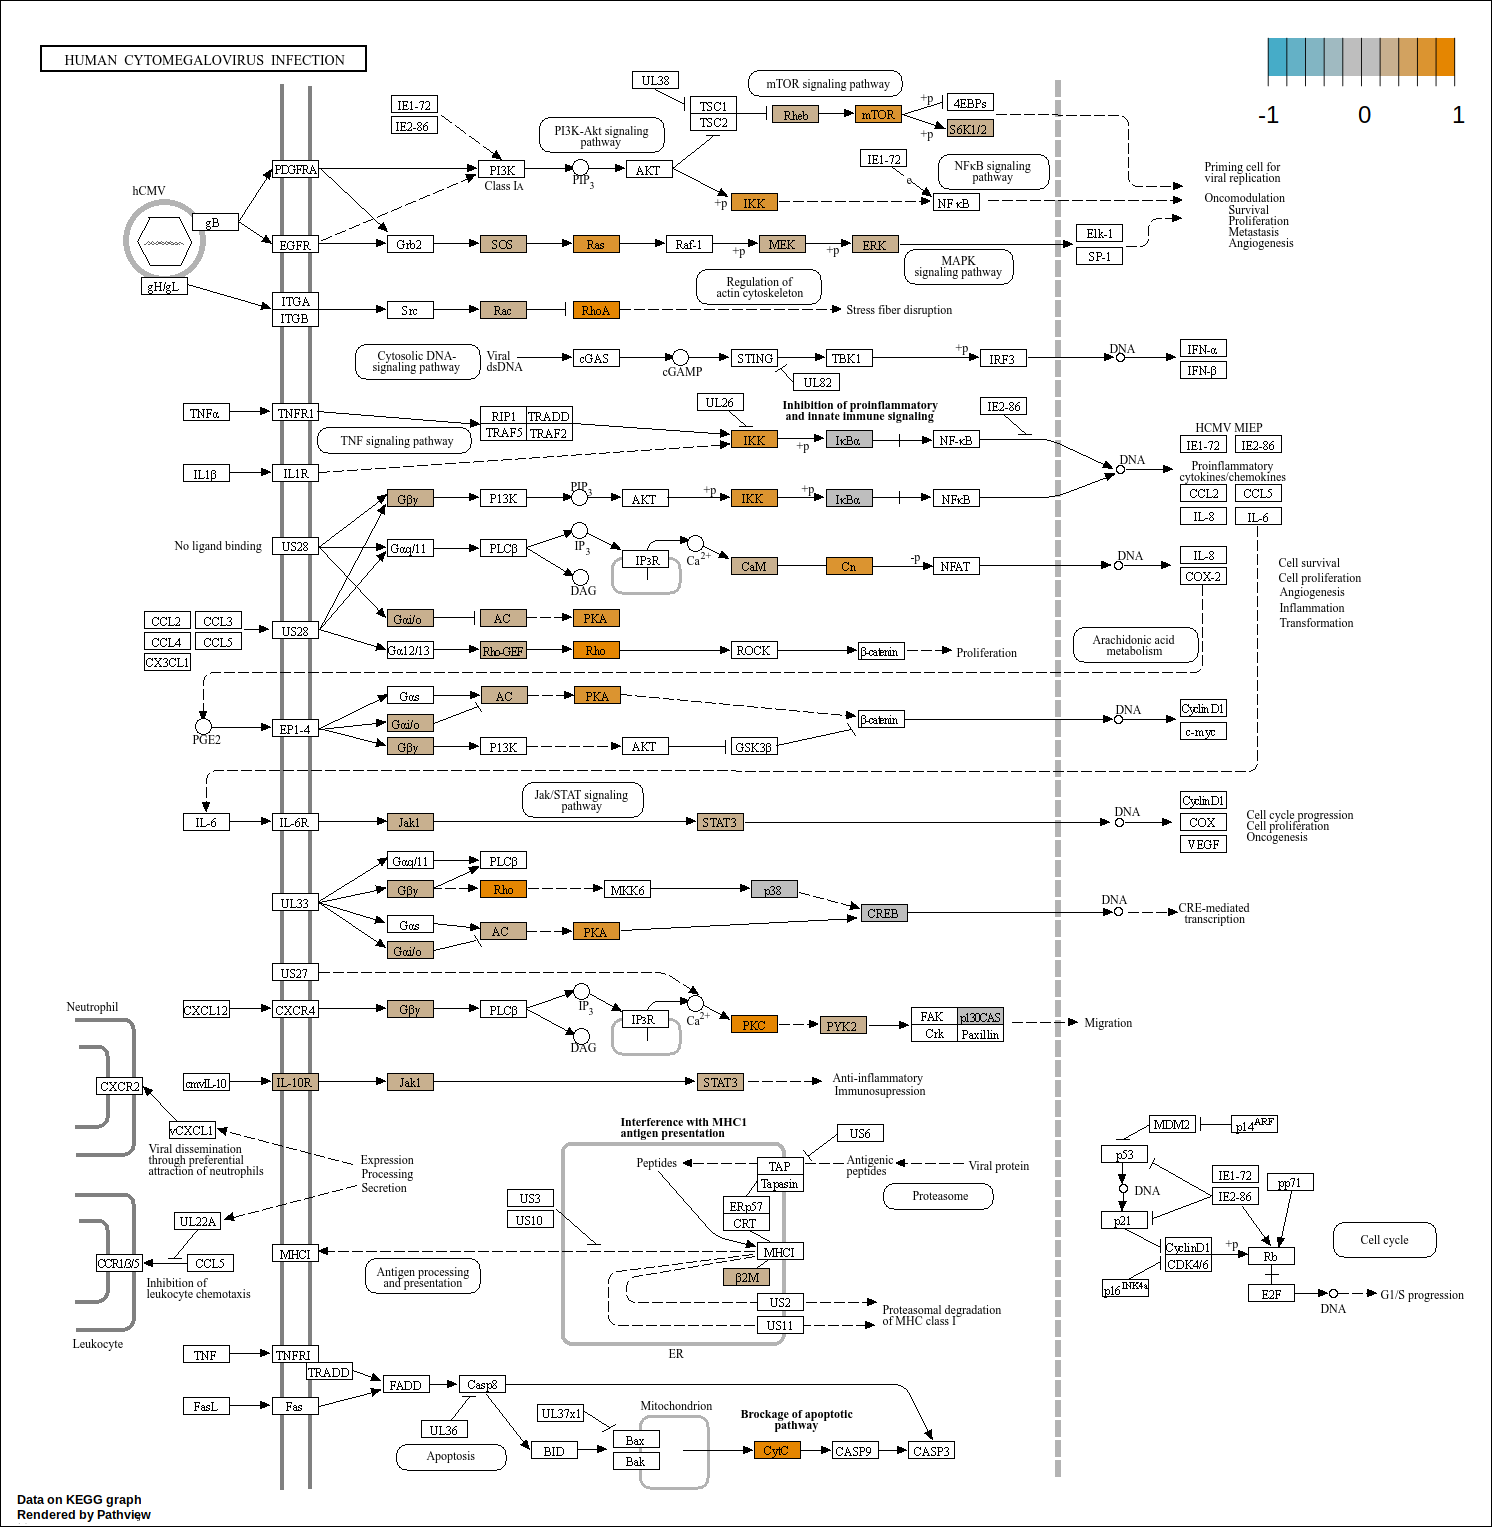 HUMAN CYTOMEGALOVIRUS INFECTION
-1 0 1
UL38
mTOR signaling pathway
IE1-72
IE2-86
TSC1
TSC2
Rheb
mTOR
+p
4EBPs
S6K1/2
+p
PI3K-Akt signaling
pathway
IE1-72
NFκB signaling
pathway
Priming cell for
viral replication
PDGFRA
PI3K
Class IA
PIP3
AKT
e
hCMV
gB
+p
IKK
NFκB
Oncomodulation
Survival
Proliferation
Metastasis
Angiogenesis
EGFR
Grb2
SOS
Ras
Raf-1
+p
MEK
+p
ERK
Elk-1
SP-1
MAPK
signaling pathway
gH/gL
Regulation of
actin cytoskeleton
ITGA
ITGB
Src
Rac
RhoA
Stress fiber disruption
Cytosolic DNA-
signaling pathway
Viral
dsDNA
cGAS
cGAMP
STING
TBK1
+p
IRF3
DNA
IFN-α
IFN-β
UL82
TNFα
TNFR1
RIP1
TRADD
TRAF5
TRAF2
UL26
Inhibition of proinflammatory
and innate immune signaling
IE2-86
TNF signaling pathway
IKK
+p
IκBα
NF-κB
HCMV MIEP
IE1-72
IE2-86
DNA
IL1β
IL1R
Proinflammatory
cytokines/chemokines
CCL2
CCL5
IL-8
IL-6
Gβγ
P13K
PIP3
AKT
+p
IKK
+p
IκBα
NFκB
No ligand binding
US28
Gαq/11
PLCβ
IP3
DAG
IP3R
Ca2+
CaM
Cn
-p
NFAT
DNA
IL-8
COX-2
Cell survival
Cell proliferation
Angiogenesis
Inflammation
Transformation
CCL2
CCL3
CCL4
CCL5
CX3CL1
US28
Gαi/o
AC
PKA
Gα12/13
Rho-GEF
Rho
ROCK
β-catenin
Proliferation
Arachidonic acid
metabolism
PGE2
EP1-4
Gαs
AC
PKA
Gαi/o
Gβγ
P13K
AKT
GSK3β
β-catenin
DNA
CyclinD1
c-myc
Jak/STAT signaling
pathway
IL-6
IL-6R
Jak1
STAT3
DNA
CyclinD1
COX
VEGF
Cell cycle progression
Cell proliferation
Oncogenesis
UL33
Gαq/11
PLCβ
Gβγ
Rho
MKK6
p38
Gαs
Gαi/o
AC
PKA
CREB
DNA
CRE-mediated
transcription
US27
Neutrophil
CXCL12
CXCR4
Gβγ
PLCβ
IP3
DAG
IP3R
Ca2+
PKC
PYK2
FAK
p130CAS
Crk
Paxillin
Migration
CXCR2
cmvIL-10
IL-10R
Jak1
STAT3
Anti-inflammatory
Immunosupression
vCXCL1
Viral dissemination
through preferential
attraction of neutrophils
Expression
Processing
Secretion
Interference with MHC1
antigen presentation
US6
Peptides
TAP
Tapasin
Antigenic
peptides
Viral protein
Proteasome
ERp57
CRT
US3
US10
MHCI
MHCI
β2M
US2
US11
Proteasomal degradation
of MHC class I
ER
Antigen processing
and presentation
UL22A
CCR1/3/5
CCL5
Inhibition of
leukocyte chemotaxis
Leukocyte
MDM2
p14ARF
p53
DNA
p21
IE1-72
IE2-86
pp71
CyclinD1
CDK4/6
+p
Rb
p16INK4a
E2F
DNA
G1/S progression
Cell cycle
TNF
TNFRI
TRADD
FADD
Casp8
FasL
Fas
UL36
Apoptosis
UL37x1
BID
Bax
Bak
Mitochondrion
Brockage of apoptotic
pathway
CytC
CASP9
CASP3
Data on KEGG graph
Rendered by Pathview